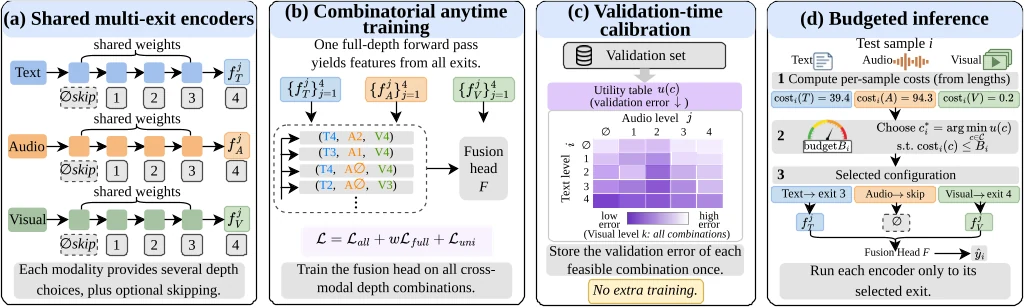 (a) Shared multi-exit encoders
shared weights
Text
f_T^j
∅skip 1 2 3 4
shared weights
Audio
f_A^j
∅skip 1 2 3 4
shared weights
Visual
f_V^j
∅skip 1 2 3 4
Each modality provides several depth
choices, plus optional skipping.
(b) Combinatorial anytime
training
One full-depth forward pass
yields features from all exits.
{f_T^j}_{j=1}^4 {f_A^j}_{j=1}^4 {f_V^j}_{j=1}^4
(T4, A2, V4)
(T3, A1, V4)
(T4, A∅, V4)
(T2, A∅, V3)
⋮
Fusion
head
F
ℒ = ℒ_all + wℒ_full + ℒ_uni
Train the fusion head on all cross-
modal depth combinations.
(c) Validation-time
calibration
Validation set
Utility table u(c)
(validation error ↓)
Audio level j
∅ 1 2 3 4
Text level i
∅
1
2
3
4
low
error
high
error
(Visual level k: all combinations)
Store the validation error of each
feasible combination once.
No extra training.
(d) Budgeted inference
Test sample i
Text Audio Visual
1 Compute per-sample costs (from lengths)
cost_i(T) = 39.4 cost_i(A) = 94.3 cost_i(V) = 0.2
2
budget B_i
Choose c_i^* = arg min_{c∈𝒞} u(c)
s.t. cost_i(c) ≤ B_i
3 Selected configuration
Text→ exit 3 Audio→ skip Visual→ exit 4
f_T^j ∅ f_V^j
Fusion Head F
ŷ_i
Run each encoder only to its
selected exit.